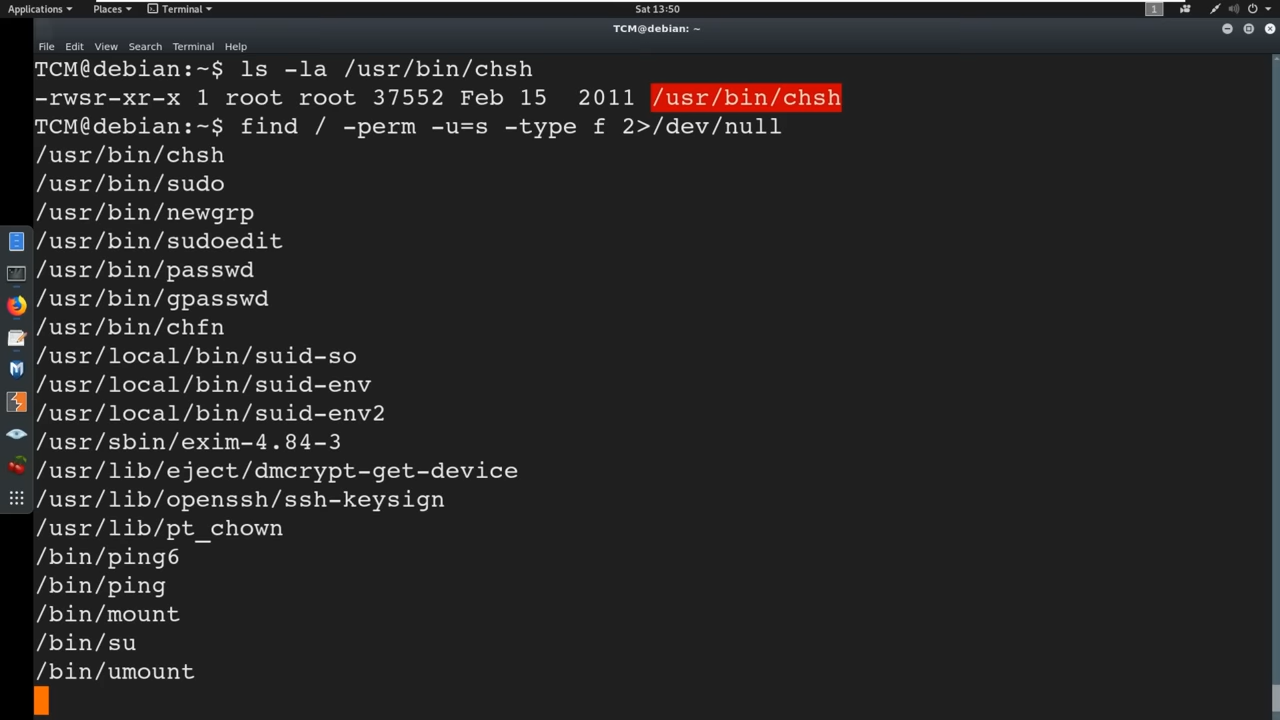 Applications Places Terminal Sat 13:50 1
TCM@debian: ~
File Edit View Search Terminal Help
TCM@debian:~$ ls -la /usr/bin/chsh
-rwsr-xr-x 1 root root 37552 Feb 15  2011 /usr/bin/chsh
TCM@debian:~$ find / -perm -u=s -type f 2>/dev/null
/usr/bin/chsh
/usr/bin/sudo
/usr/bin/newgrp
/usr/bin/sudoedit
/usr/bin/passwd
/usr/bin/gpasswd
/usr/bin/chfn
/usr/local/bin/suid-so
/usr/local/bin/suid-env
/usr/local/bin/suid-env2
/usr/sbin/exim-4.84-3
/usr/lib/eject/dmcrypt-get-device
/usr/lib/openssh/ssh-keysign
/usr/lib/pt_chown
/bin/ping6
/bin/ping
/bin/mount
/bin/su
/bin/umount